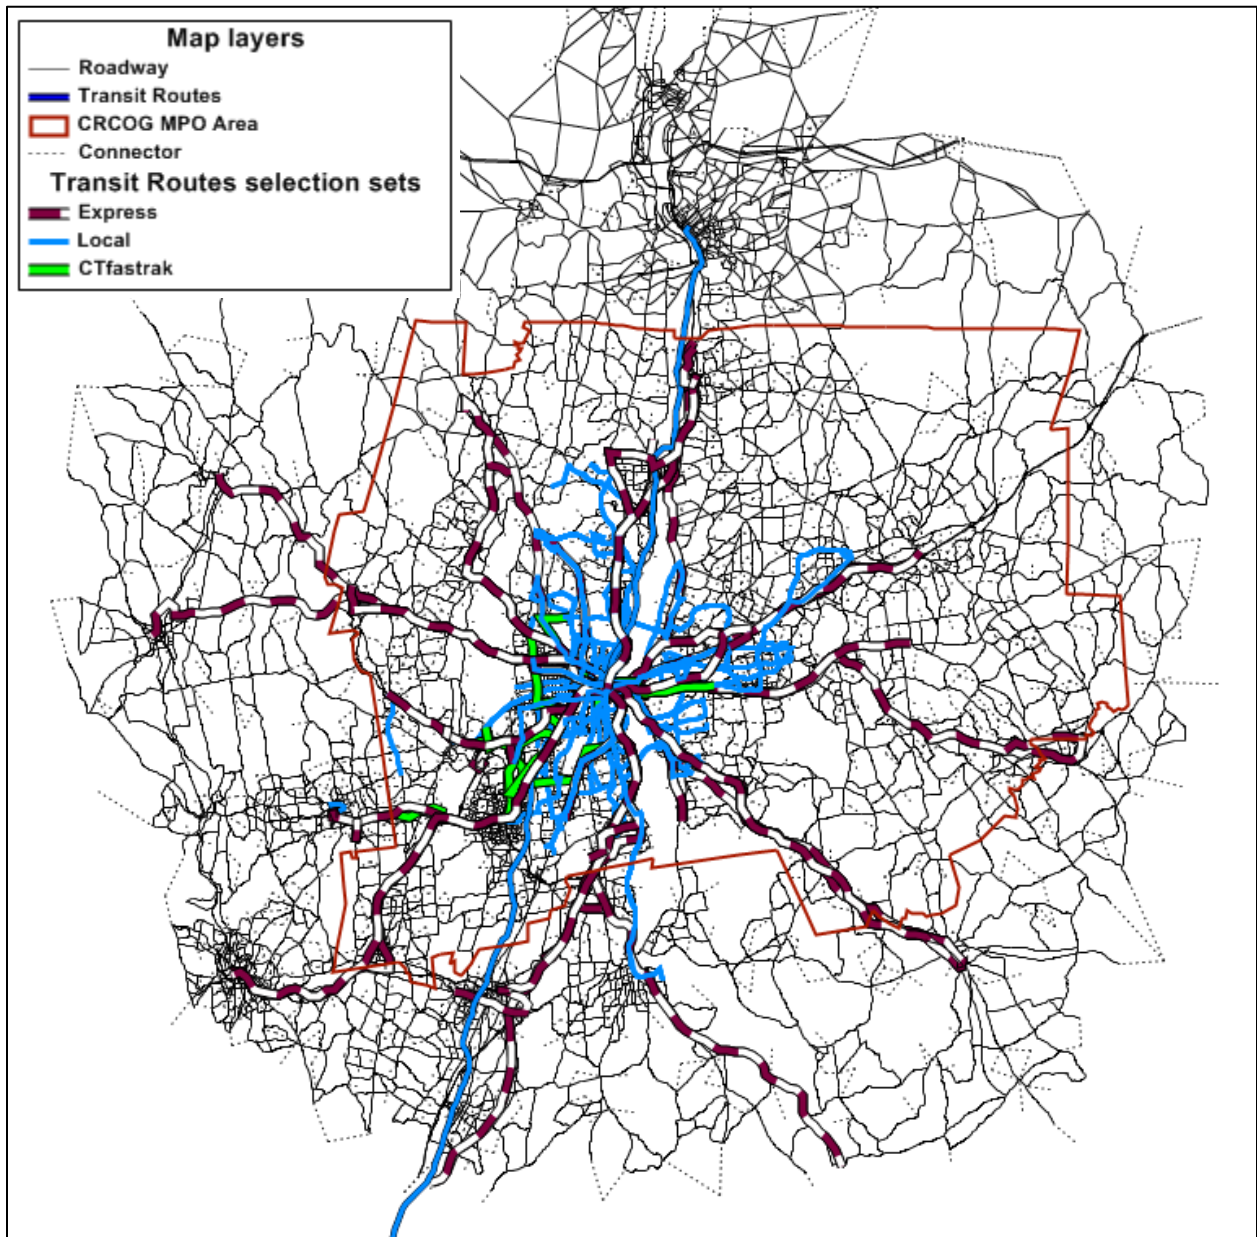 Map layers
Roadway
Transit Routes
CRCOG MPO Area
Connector
Transit Routes selection sets
Express
Local
CTfastrak